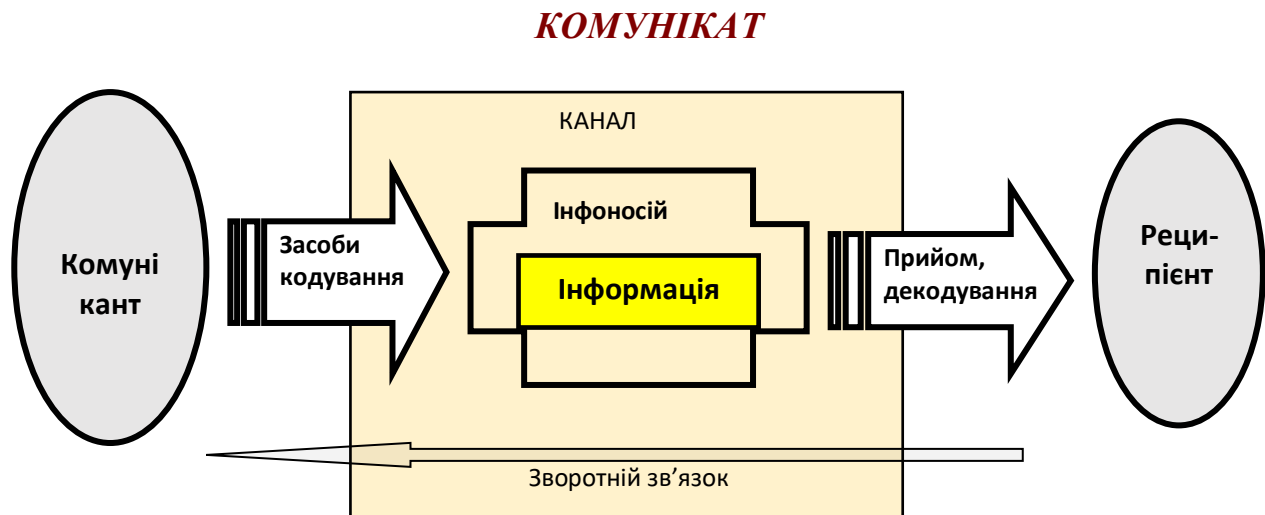 КОМУНІКАТ
КАНАЛ
Комуні
кант
Засоби
кодування
Інфоносій
Інформація
Прийом,
декодування
Реци-
пієнт
Зворотній зв’язок